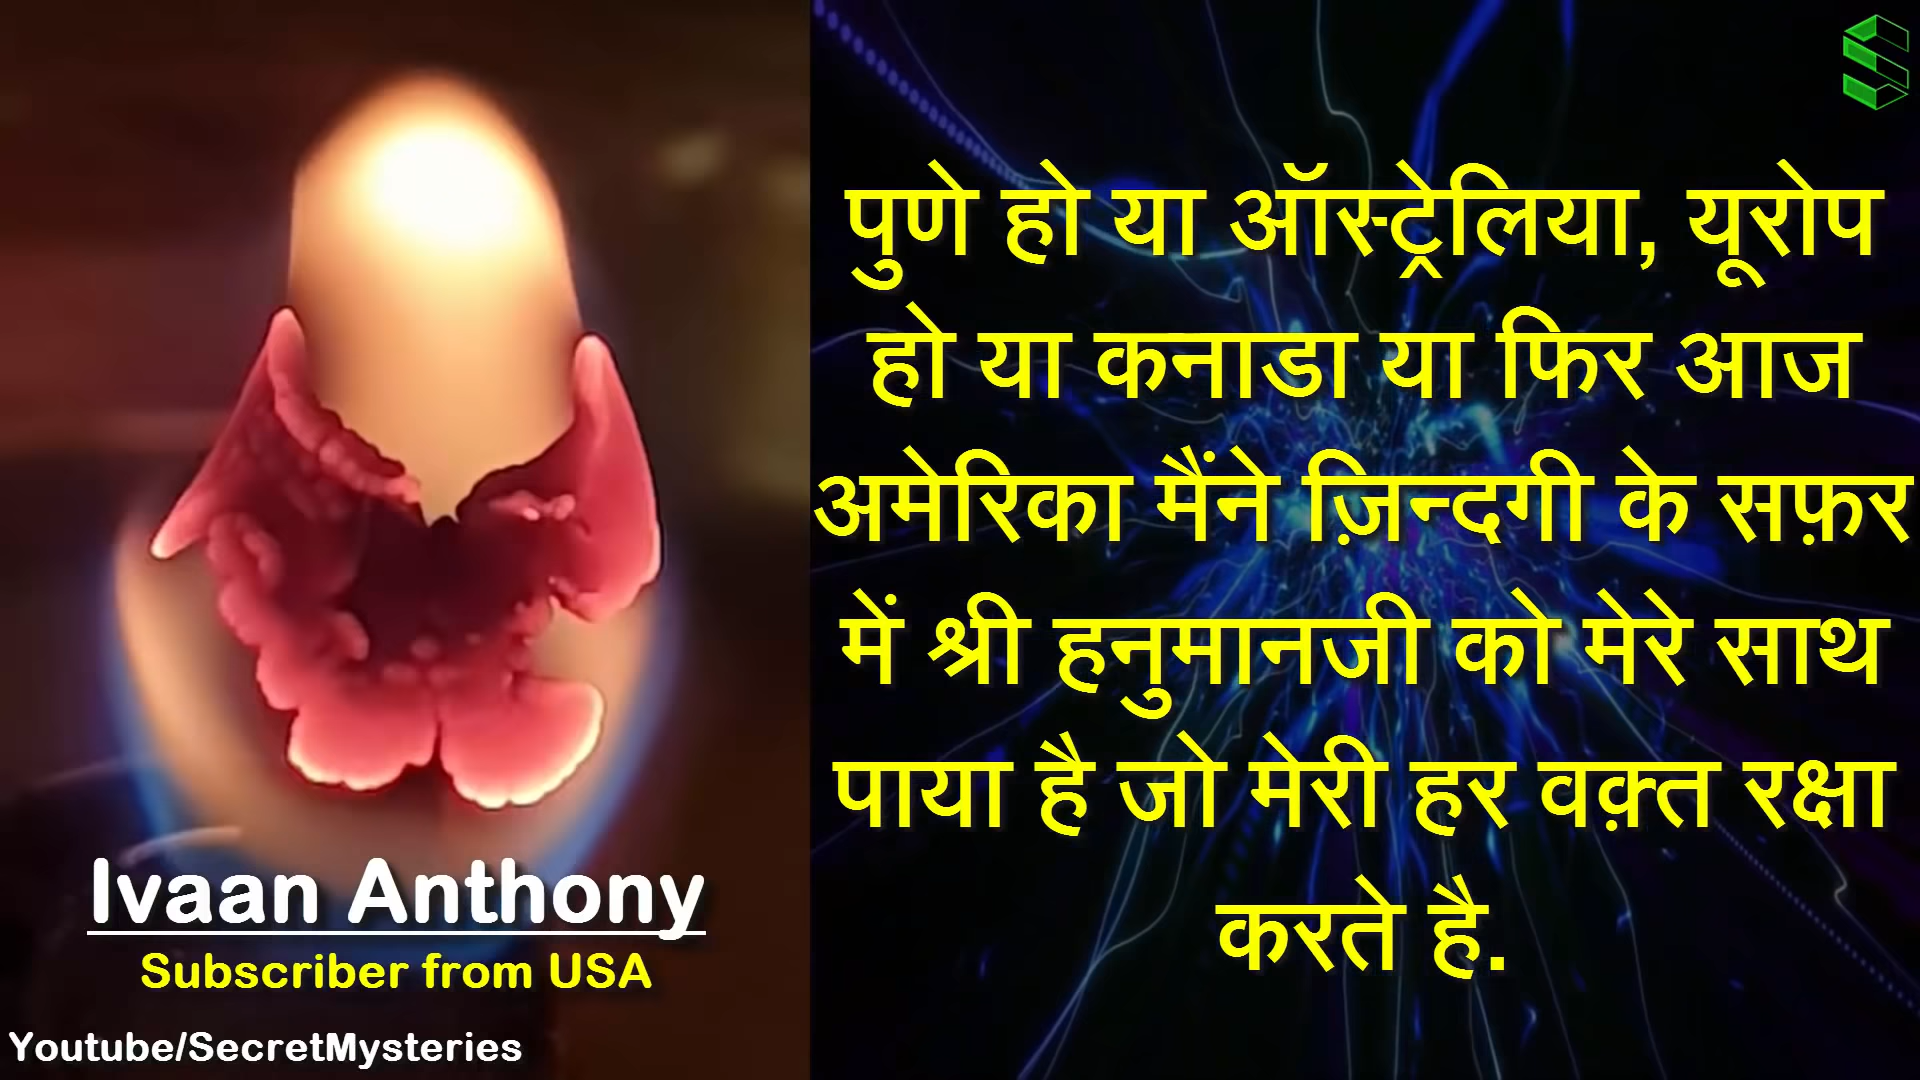 पुणे हो या ऑस्ट्रेलिया, यूरोप
हो या कनाडा या फिर आज
अमेरिका मैंने ज़िन्दगी के सफ़र
में श्री हनुमानजी को मेरे साथ
पाया है जो मेरी हर वक़्त रक्षा
करते है.
Ivaan Anthony
Subscriber from USA
Youtube/SecretMysteries